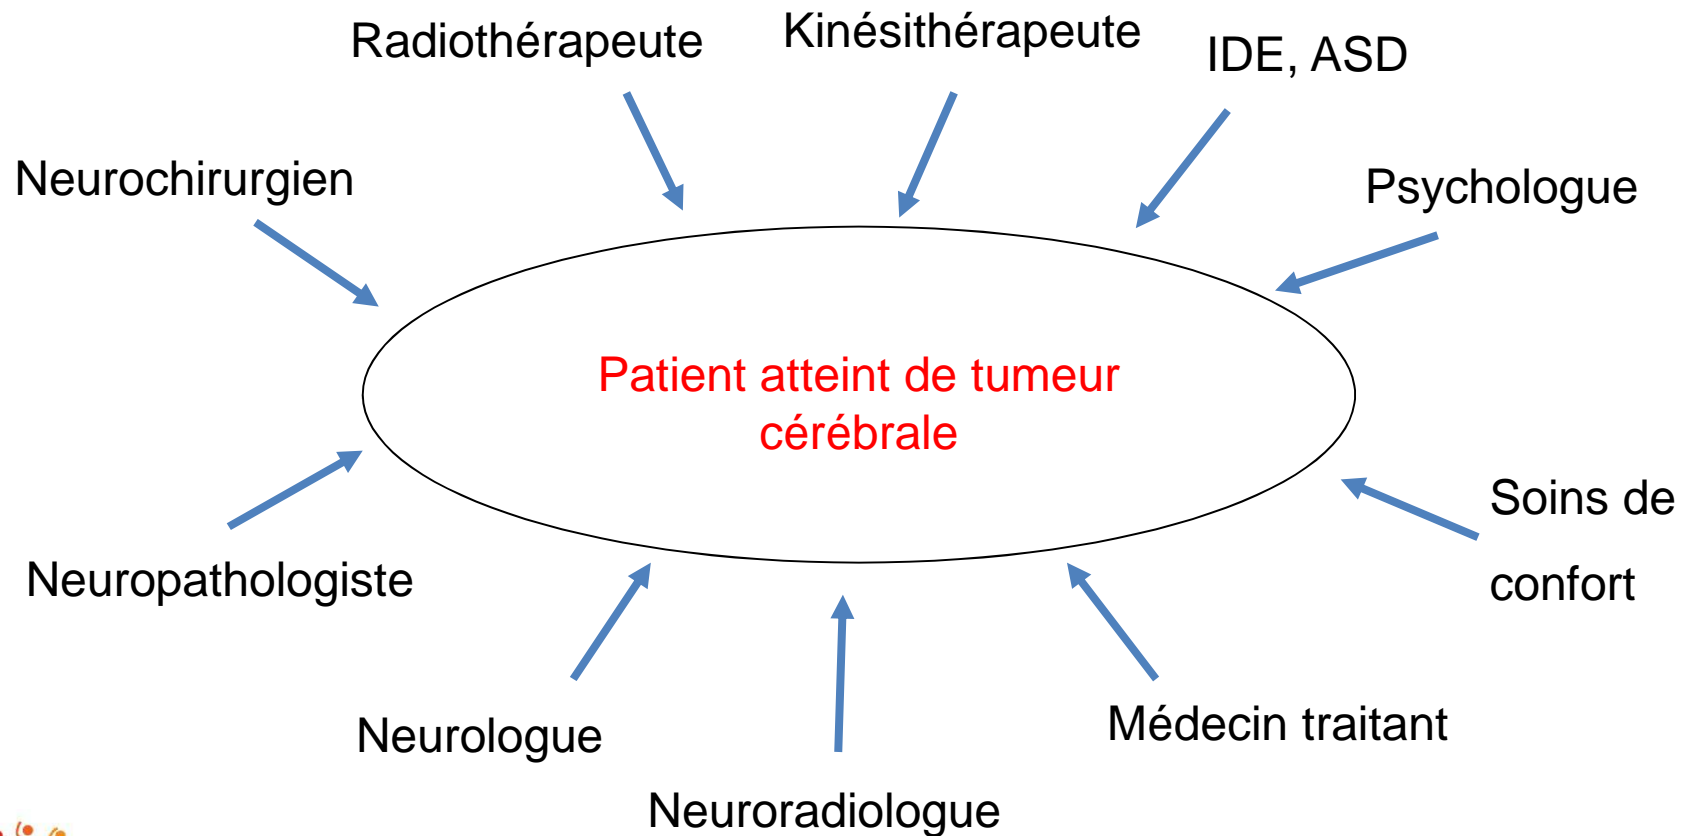 Radiothérapeute
Kinésithérapeute
IDE, ASD
Neurochirurgien
Psychologue
Patient atteint de tumeur
cérébrale
Soins de
confort
Neuropathologiste
Neurologue
Médecin traitant
Neuroradiologue